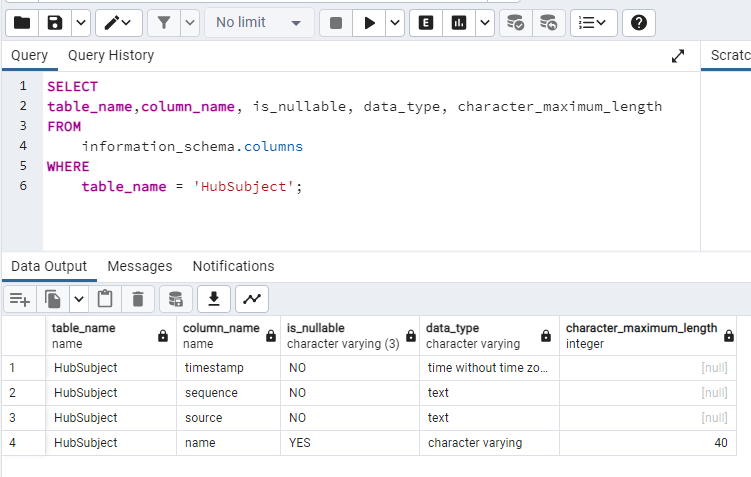 No limit
Query Query History
Scratc
1 SELECT
2 table_name,column_name, is_nullable, data_type, character_maximum_length
3 FROM
4 information_schema.columns
5 WHERE
6 table_name = 'HubSubject';
Data Output Messages Notifications
table_name column_name is_nullable data_type character_maximum_length
name name character varying (3) character varying integer
1 HubSubject timestamp NO time without time zo... [null]
2 HubSubject sequence NO text [null]
3 HubSubject source NO text [null]
4 HubSubject name YES character varying 40